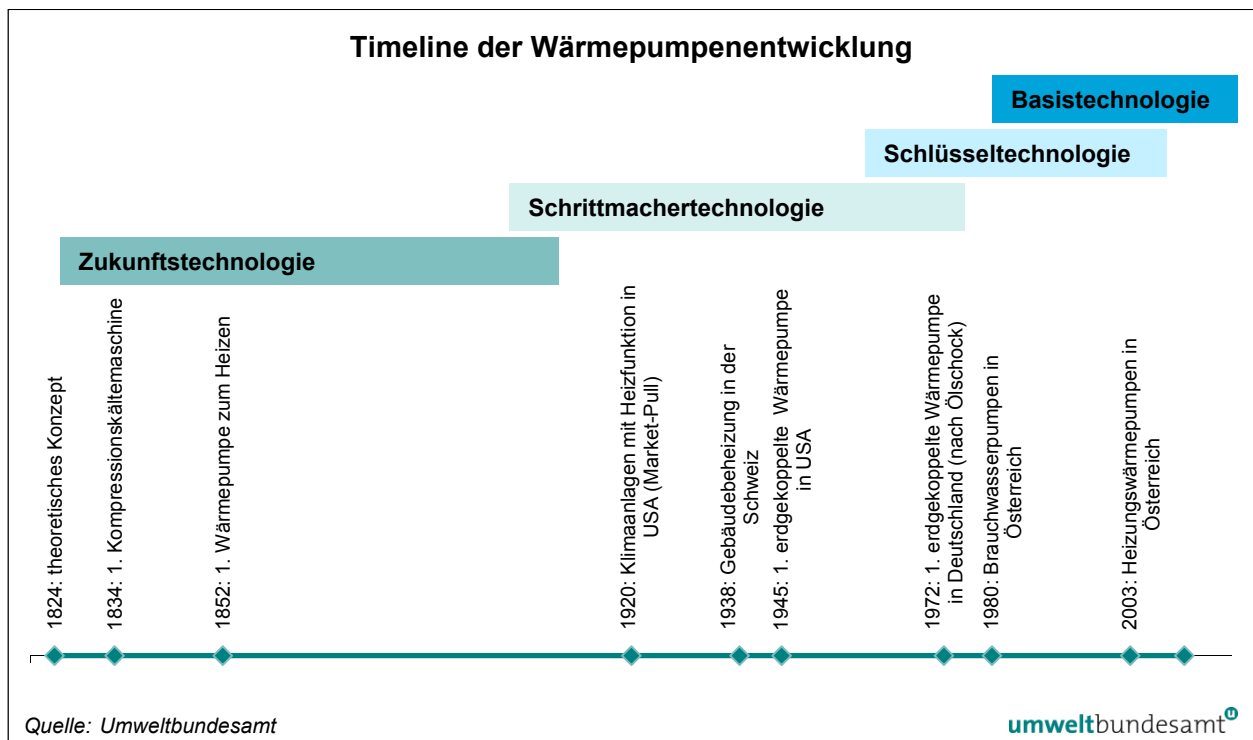 Timeline der Wärmepumpenentwicklung
Basistechnologie
Schlüsseltechnologie
Schrittmachertechnologie
Zukunftstechnologie
1824: theoretisches Konzept
1834: 1. Kompressionskältemaschine
1852: 1. Wärmepumpe zum Heizen
1920: Klimaanlagen mit Heizfunktion in
USA (Market-Pull)
1938: Gebäudebeheizung in der
Schweiz
1945: 1. erdgekoppelte Wärmepumpe
in USA
1972: 1. erdgekoppelte Wärmepumpe
in Deutschland (nach Ölschock)
1980: Brauchwasserpumpen in
Österreich
2003: Heizungswärmepumpen in
Österreich
Quelle: Umweltbundesamt
umweltbundesamt u